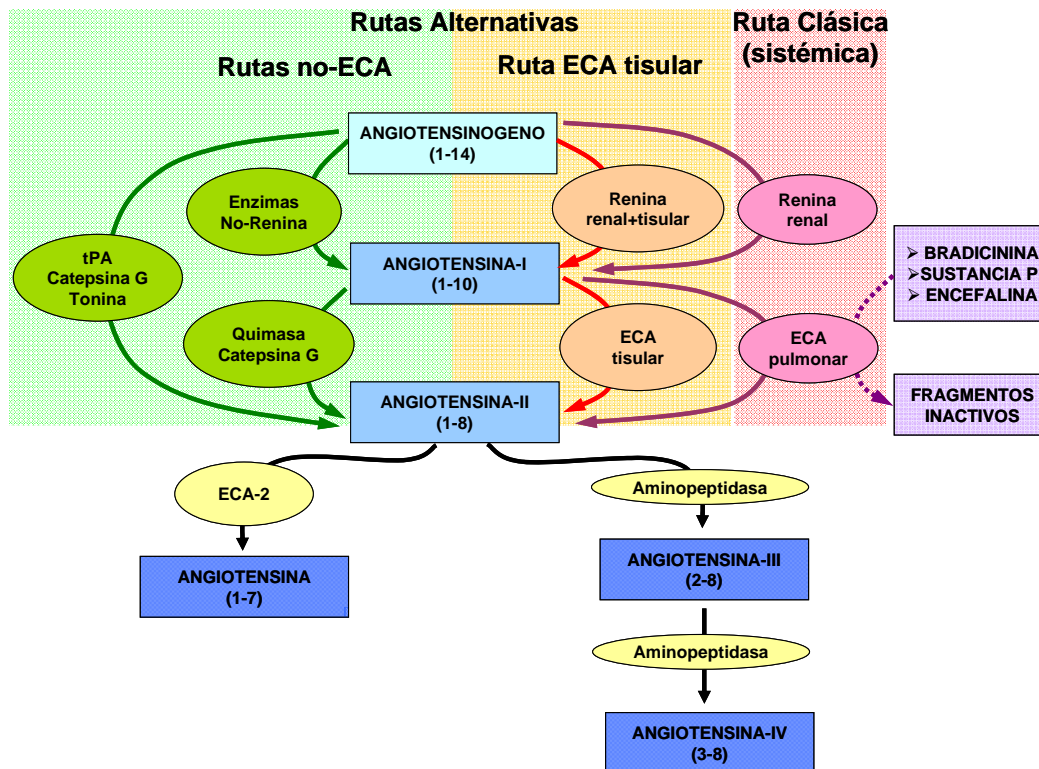 Rutas Alternativas
Ruta Clásica
(sistémica)
Rutas no-ECA
Ruta ECA tisular
ANGIOTENSINOGENO
(1-14)
Enzimas
No-Renina
Renina
renal+tisular
Renina
renal
tPA
Catepsina G
Tonina
ANGIOTENSINA-I
(1-10)
➢ BRADICININA
➢SUSTANCIA P
➢ ENCEFALINA
Quimasa
Catepsina G
ECA
tisular
ECA
pulmonar
ANGIOTENSINA-II
(1-8)
FRAGMENTOS
INACTIVOS
ECA-2
Aminopeptidasa
ANGIOTENSINA
(1-7)
ANGIOTENSINA-III
(2-8)
Aminopeptidasa
ANGIOTENSINA-IV
(3-8)